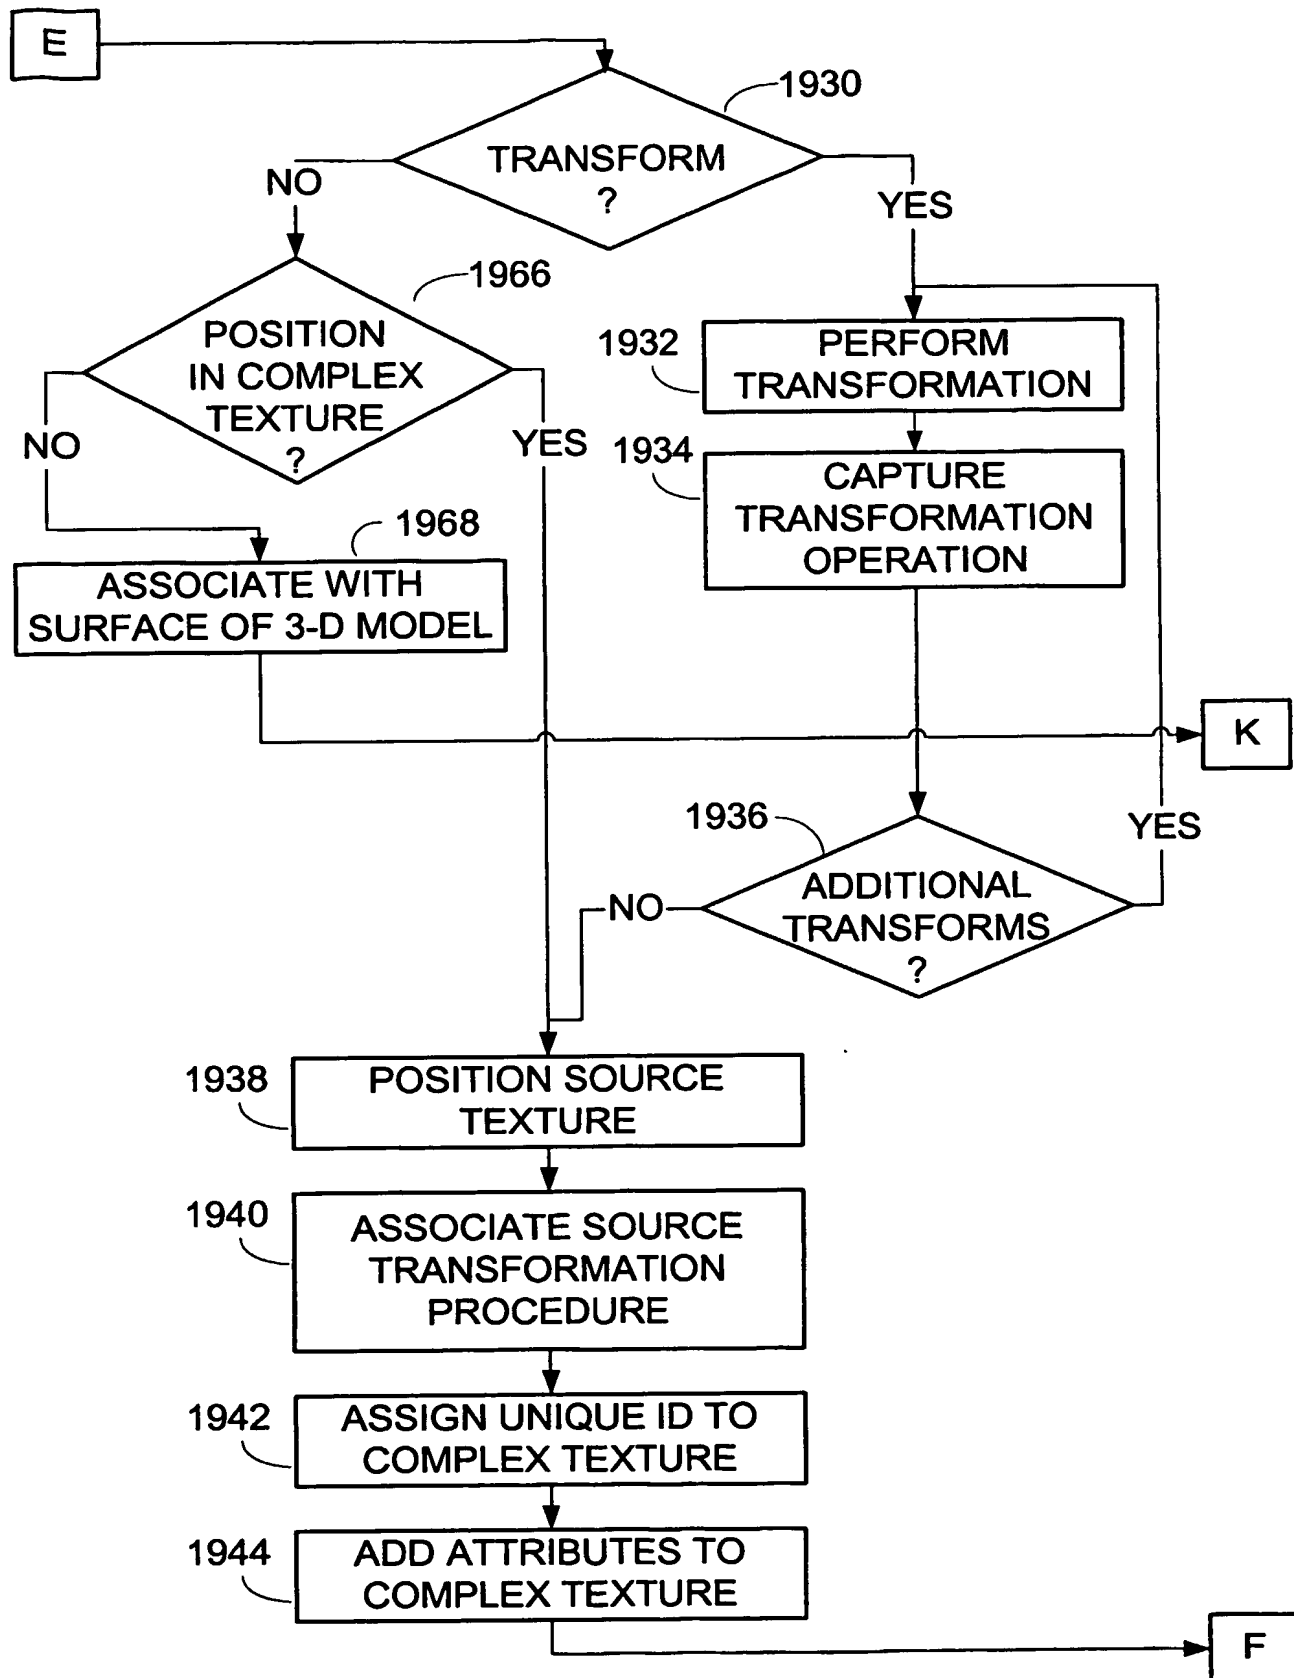 E
1930
TRANSFORM
?
NO
YES
1966
POSITION
IN COMPLEX
TEXTURE
?
NO
YES
1932
PERFORM
TRANSFORMATION
1934
CAPTURE
TRANSFORMATION
OPERATION
1968
ASSOCIATE WITH
SURFACE OF 3-D MODEL
K
1936
ADDITIONAL
TRANSFORMS
?
YES
NO
1938
POSITION SOURCE
TEXTURE
1940
ASSOCIATE SOURCE
TRANSFORMATION
PROCEDURE
1942
ASSIGN UNIQUE ID TO
COMPLEX TEXTURE
1944
ADD ATTRIBUTES TO
COMPLEX TEXTURE
F